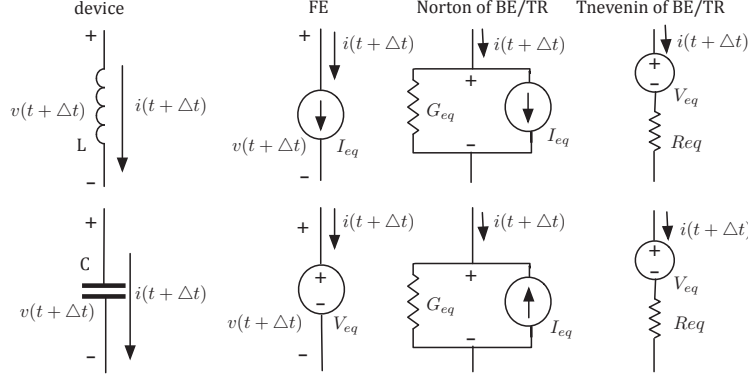 device FE Norton of BE/TR Tnevenin of BE/TR
+ + i(t + △t) i(t + △t) i(t + △t)
+ +
v(t + △t) i(t + △t) − V_eq
G_eq
L v(t + △t) I_eq − I_eq Req
− −
+ + i(t + △t) i(t + △t) i(t + △t)
C + + +
i(t + △t) − V_eq
v(t + △t) − G_eq
v(t + △t) V_eq − I_eq Req
− −